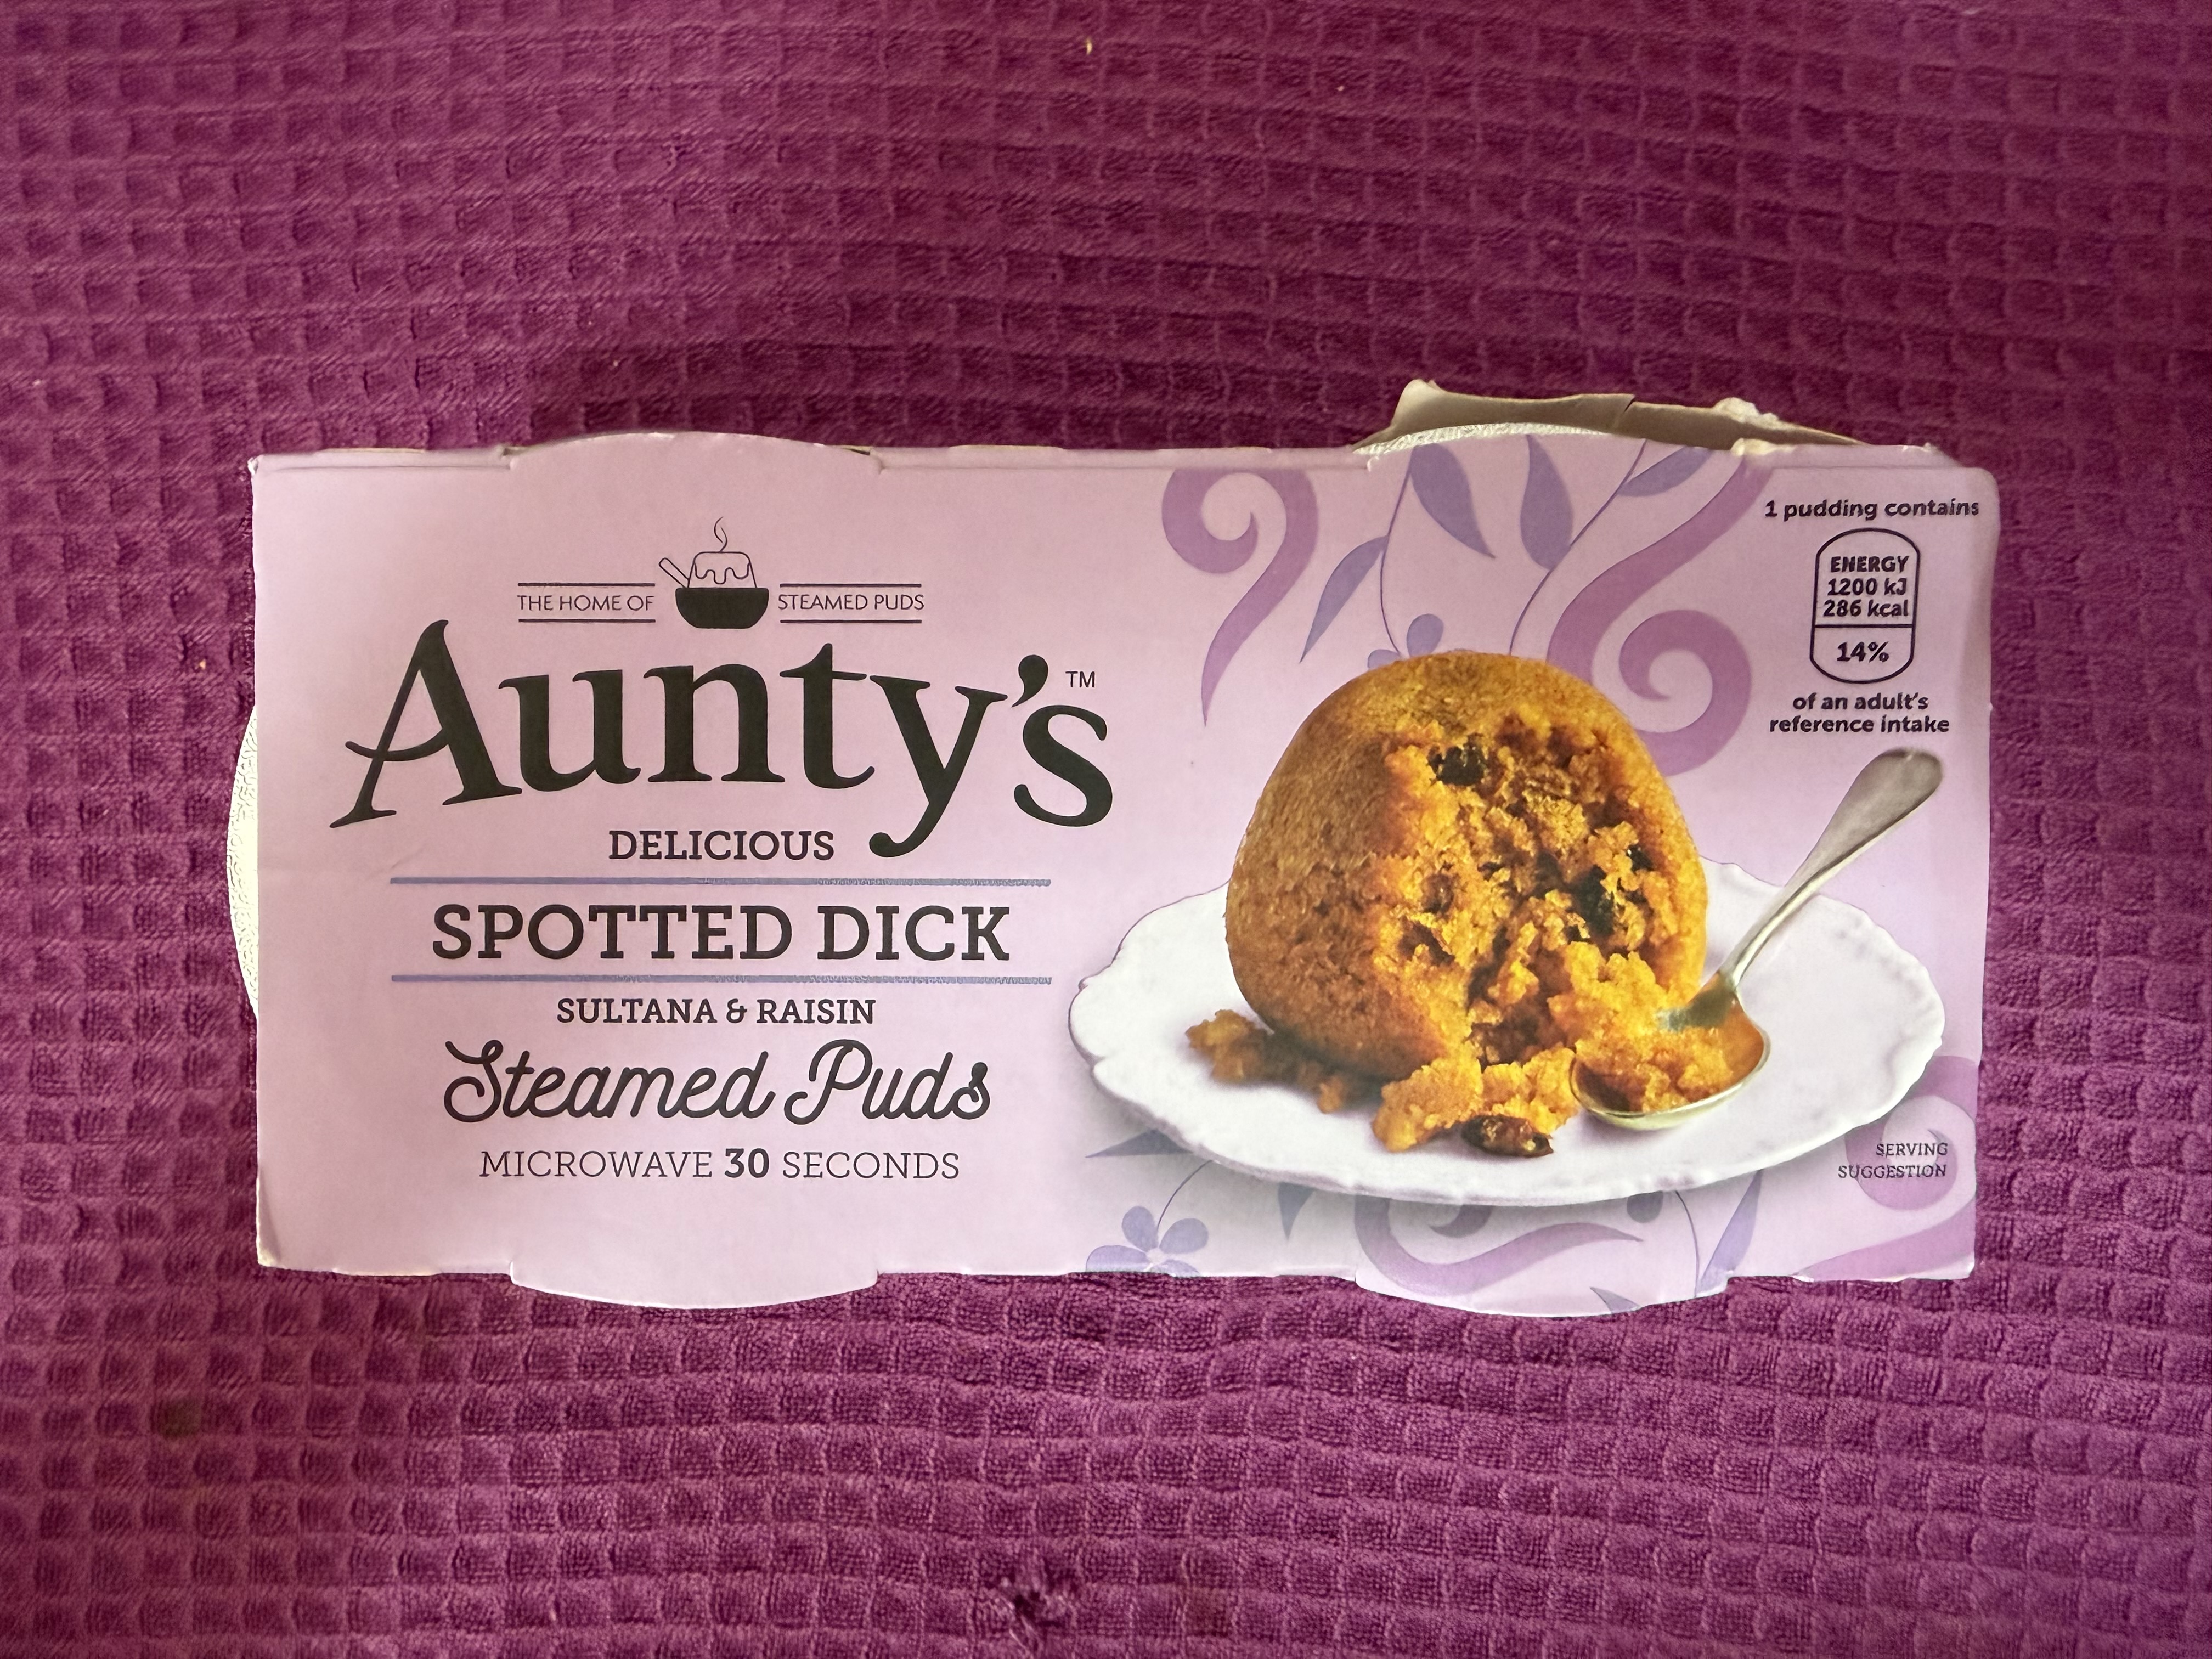 THE HOME OF STEAMED PUDS
Aunty's™
DELICIOUS
SPOTTED DICK
SULTANA & RAISIN
Steamed Puds
MICROWAVE 30 SECONDS
1 pudding contains
ENERGY
1200 kJ
286 kcal
14%
of an adult's
reference intake
SERVING
SUGGESTION